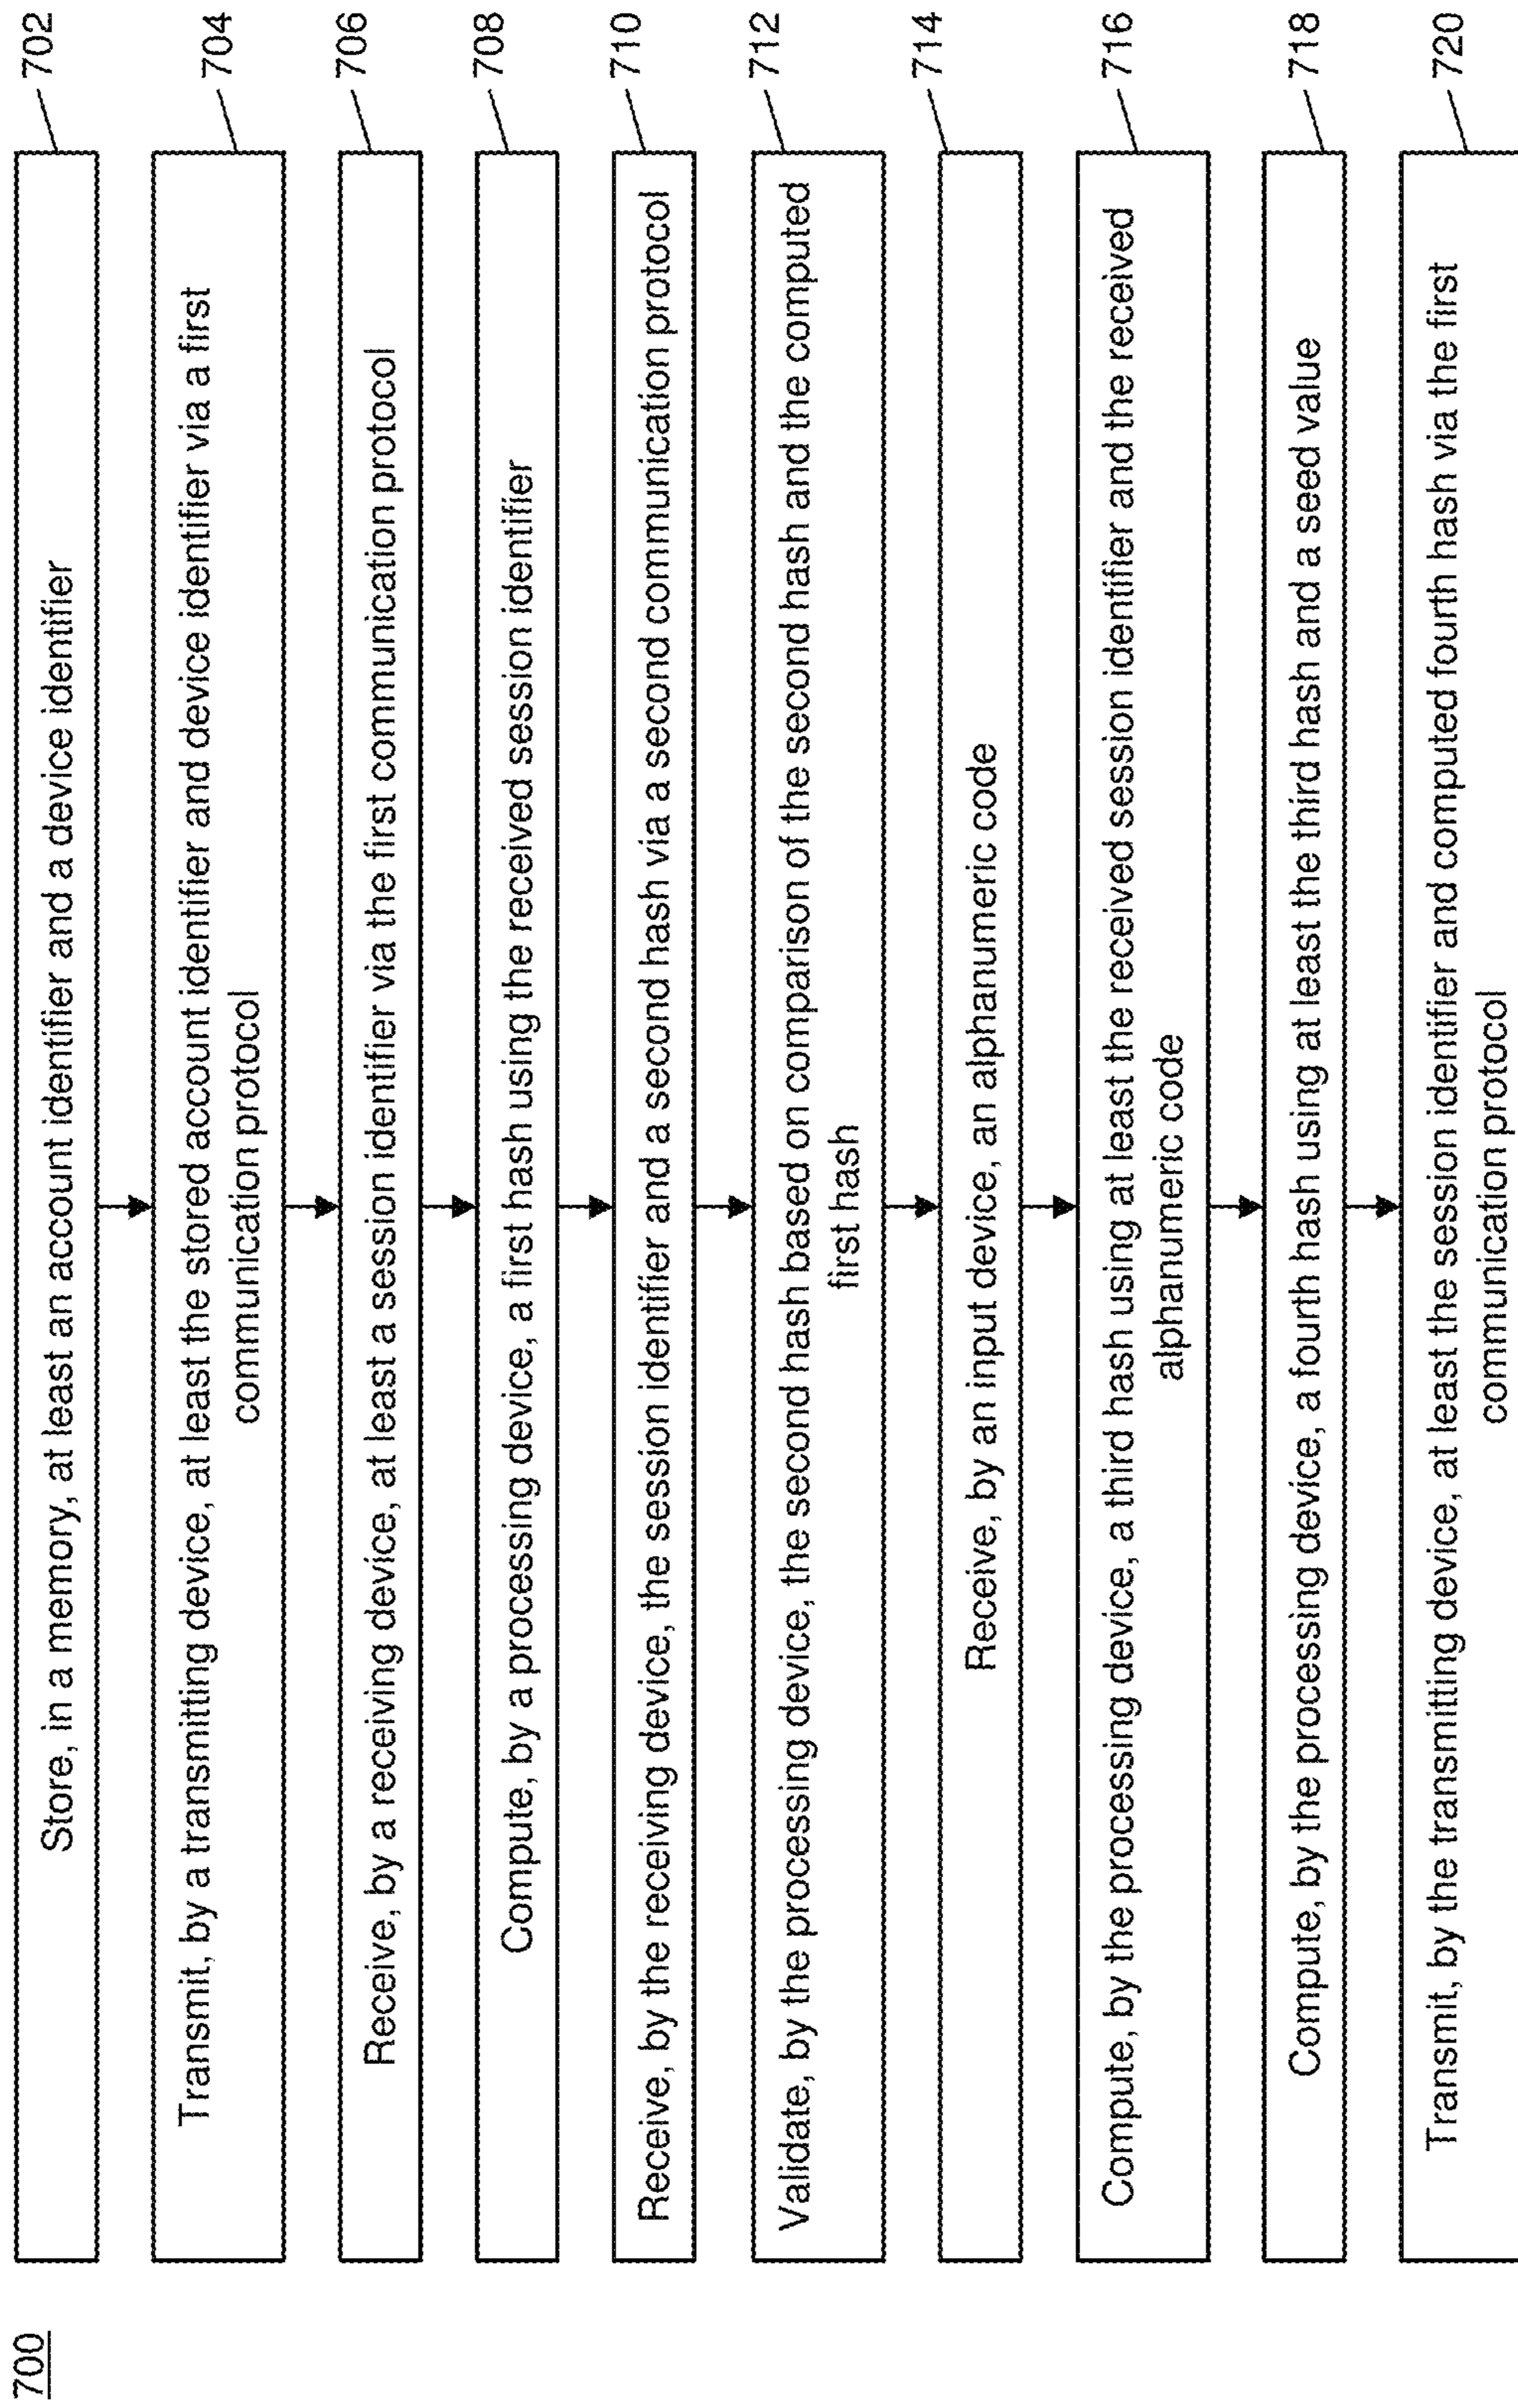 700
Store, in a memory, at least an account identifier and a device identifier
702
Transmit, by a transmitting device, at least the stored account identifier and device identifier via a first
communication protocol
704
Receive, by a receiving device, at least a session identifier via the first communication protocol
706
Compute, by a processing device, a first hash using the received session identifier
708
Receive, by the receiving device, the session identifier and a second hash via a second communication protocol
710
Validate, by the processing device, the second hash based on comparison of the second hash and the computed
first hash
712
Receive, by an input device, an alphanumeric code
714
Compute, by the processing device, a third hash using at least the received session identifier and the received
alphanumeric code
716
Compute, by the processing device, a fourth hash using at least the third hash and a seed value
718
Transmit, by the transmitting device, at least the session identifier and computed fourth hash via the first
communication protocol
720